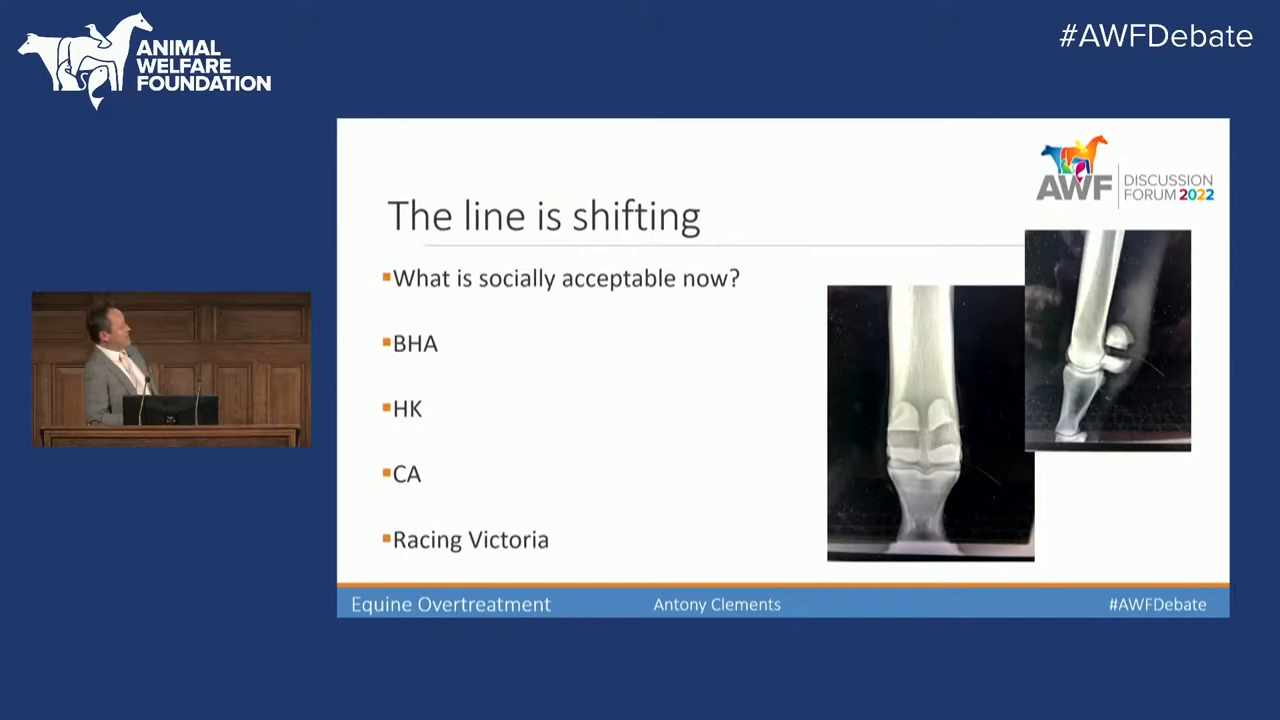 ANIMAL
WELFARE
FOUNDATION
#AWFDebate
AWF
DISCUSSION
FORUM 2022
The line is shifting
▪What is socially acceptable now?
▪BHA
▪HK
▪CA
▪Racing Victoria
Equine Overtreatment
Antony Clements
#AWFDebate